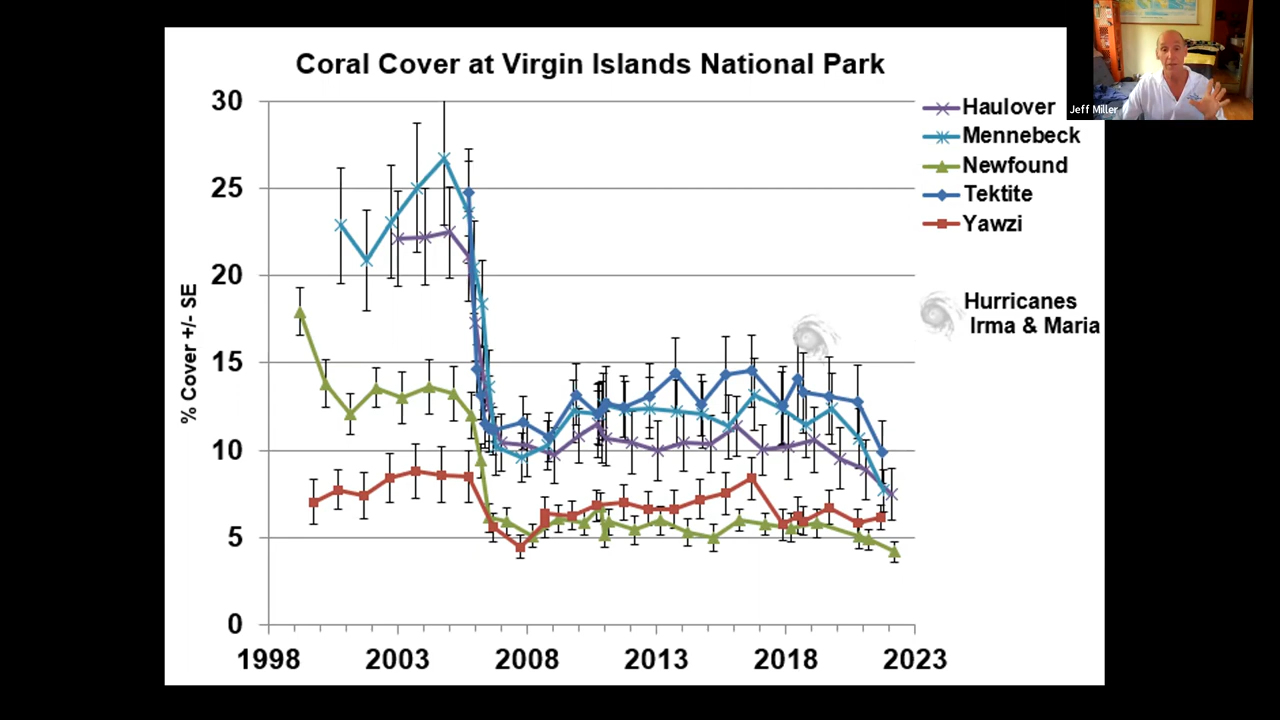 Coral Cover at Virgin Islands National Park
% Cover +/- SE
30
25
20
15
10
5
0
1998
2003
2008
2013
2018
2023
Haulover
Mennebeck
Newfound
Tektite
Yawzi
Hurricanes
Irma & Maria
Jeff Miller